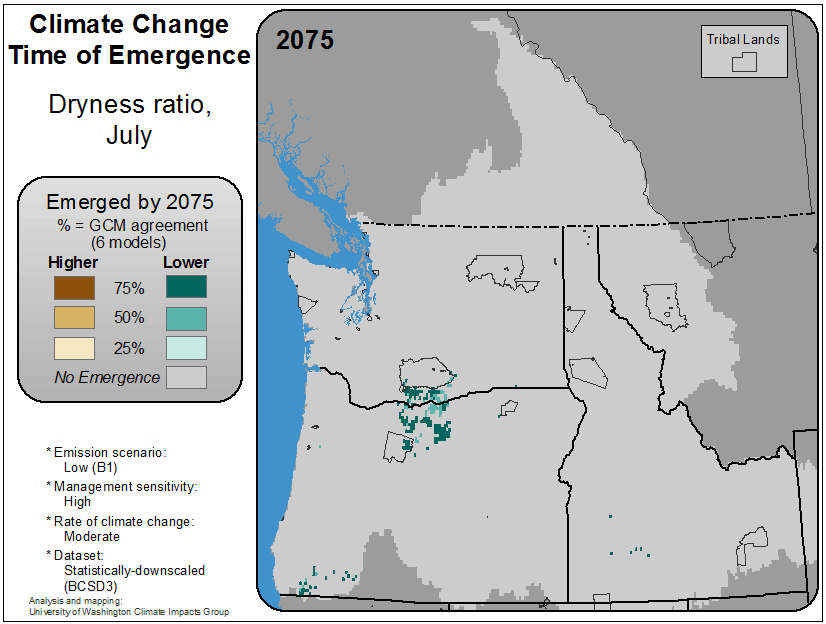 Climate Change
Time of Emergence
Dryness ratio,
July
Emerged by 2075
% = GCM agreement
(6 models)
Higher Lower
75%
50%
25%
No Emergence
* Emission scenario:
Low (B1)
* Management sensitivity:
High
* Rate of climate change:
Moderate
* Dataset:
Statistically-downscaled
(BCSD3)
Analysis and mapping:
University of Washington Climate Impacts Group
2075
Tribal Lands